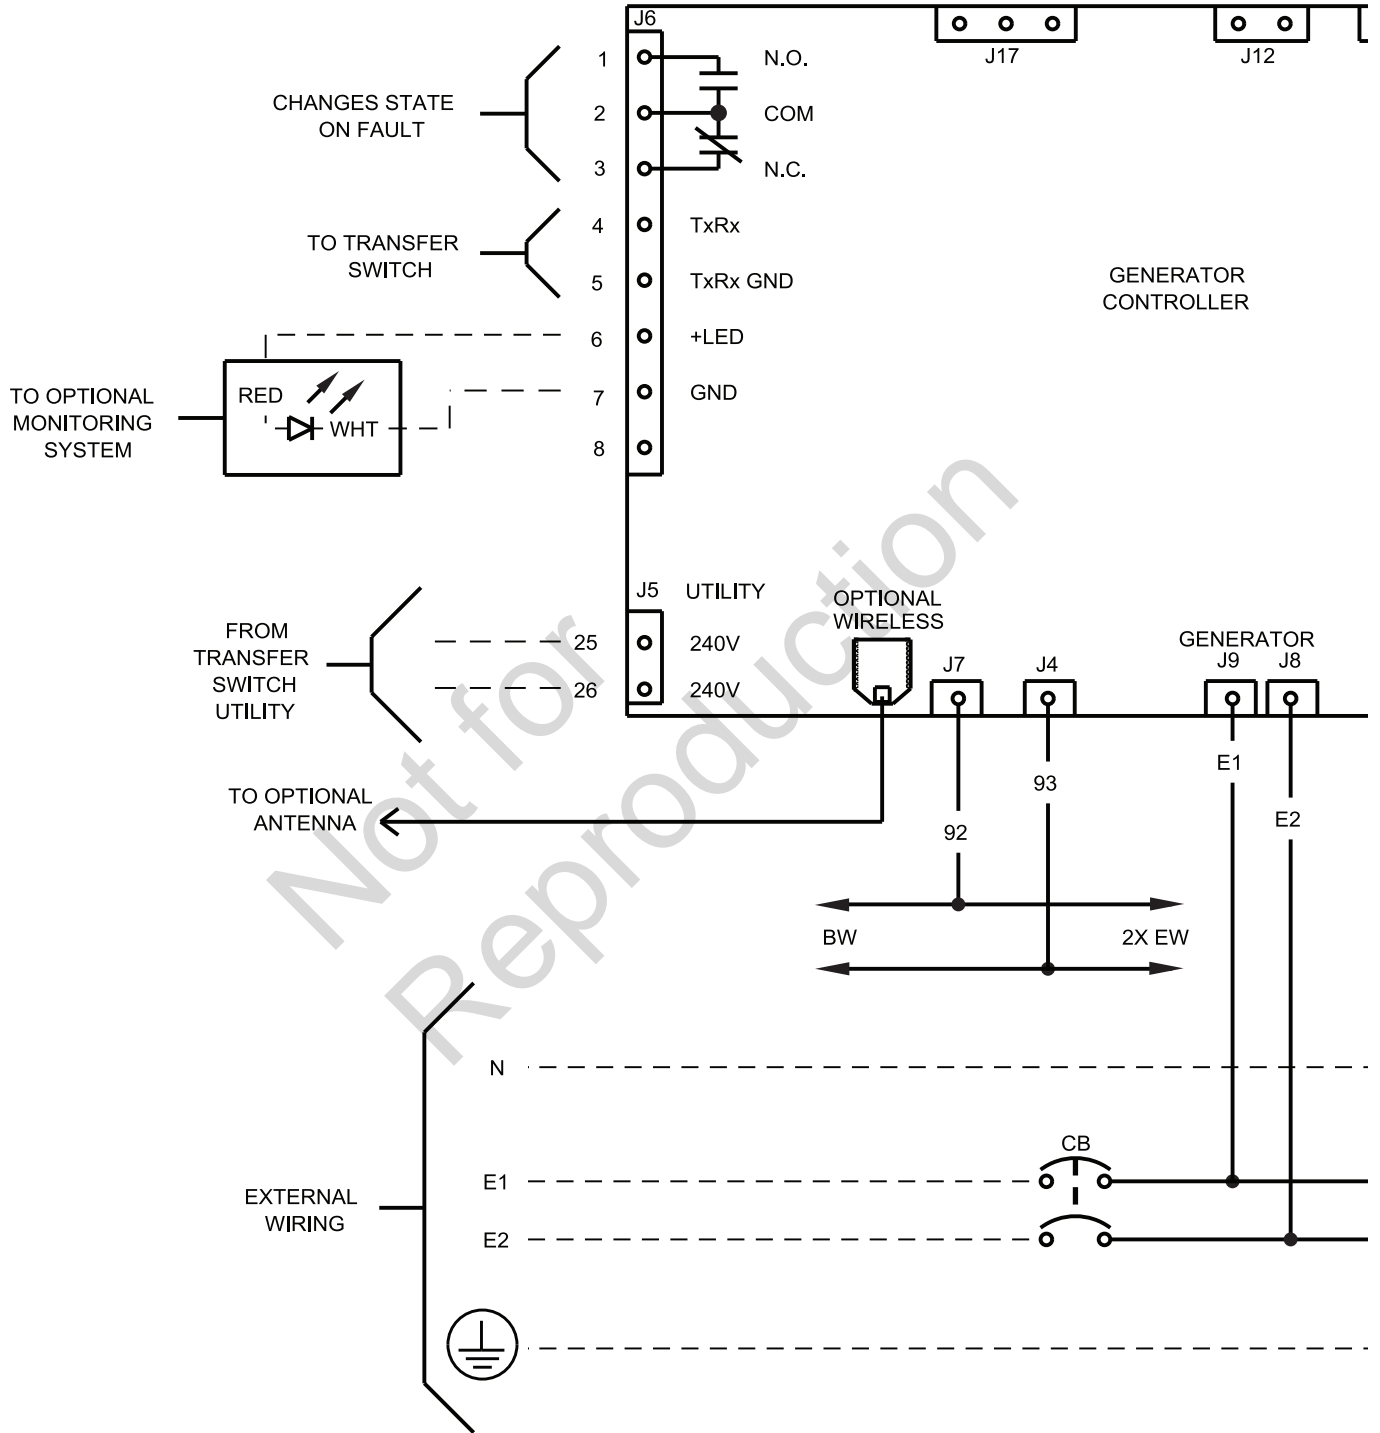 J6
J17
J12
1
N.O.
CHANGES STATE
ON FAULT
2
COM
3
N.C.
4
TxRx
TO TRANSFER
SWITCH
5
TxRx GND
GENERATOR
CONTROLLER
6
+LED
TO OPTIONAL
MONITORING
SYSTEM
RED
WHT
7
GND
8
J5
UTILITY
OPTIONAL
WIRELESS
FROM
TRANSFER
SWITCH
UTILITY
25
240V
26
240V
J7
J4
GENERATOR
J9
J8
E1
93
TO OPTIONAL
ANTENNA
92
E2
BW
2X EW
Not for
Reproduction
N
CB
E1
EXTERNAL
WIRING
E2